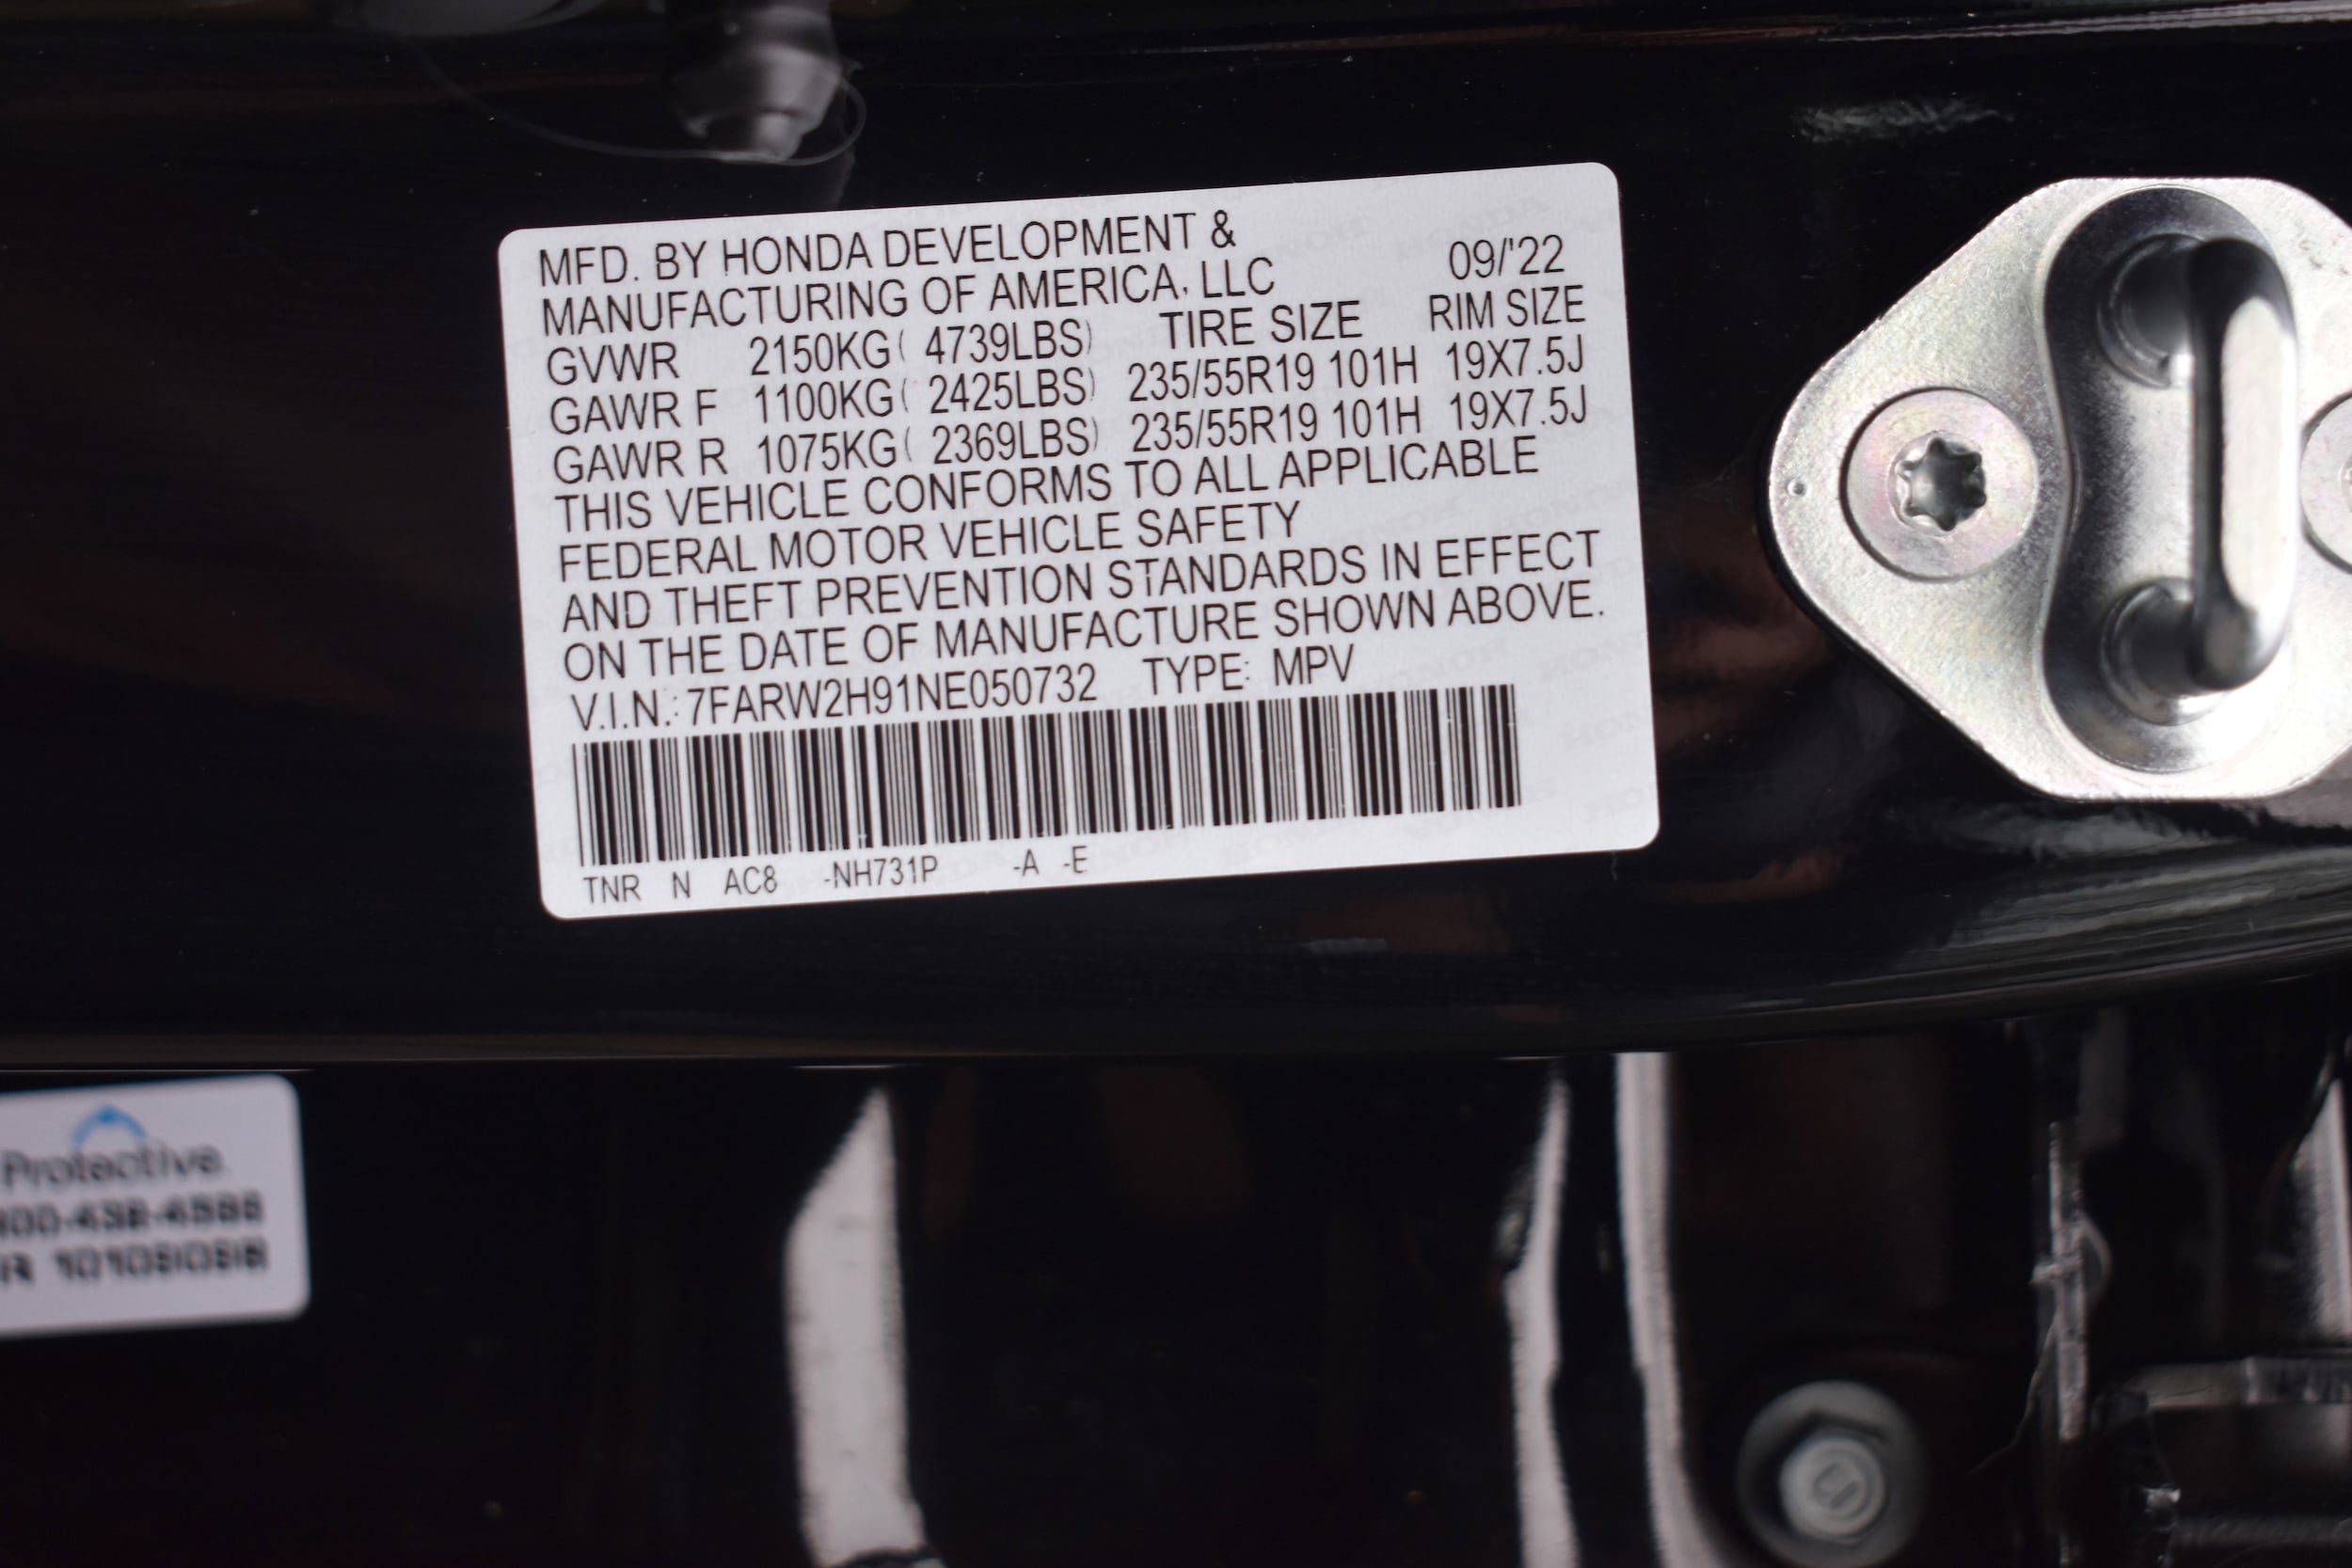 MFD. BY HONDA DEVELOPMENT &
MANUFACTURING OF AMERICA, LLC 09/'22
GVWR 2150KG( 4739LBS) TIRE SIZE RIM SIZE
GAWR F 1100KG( 2425LBS) 235/55R19 101H 19X7.5J
GAWR R 1075KG( 2369LBS) 235/55R19 101H 19X7.5J
THIS VEHICLE CONFORMS TO ALL APPLICABLE
FEDERAL MOTOR VEHICLE SAFETY
AND THEFT PREVENTION STANDARDS IN EFFECT
ON THE DATE OF MANUFACTURE SHOWN ABOVE.
V.I.N.: 7FARW2H91NE050732 TYPE: MPV
TNR N AC8 -NH731P -A -E
Protective.